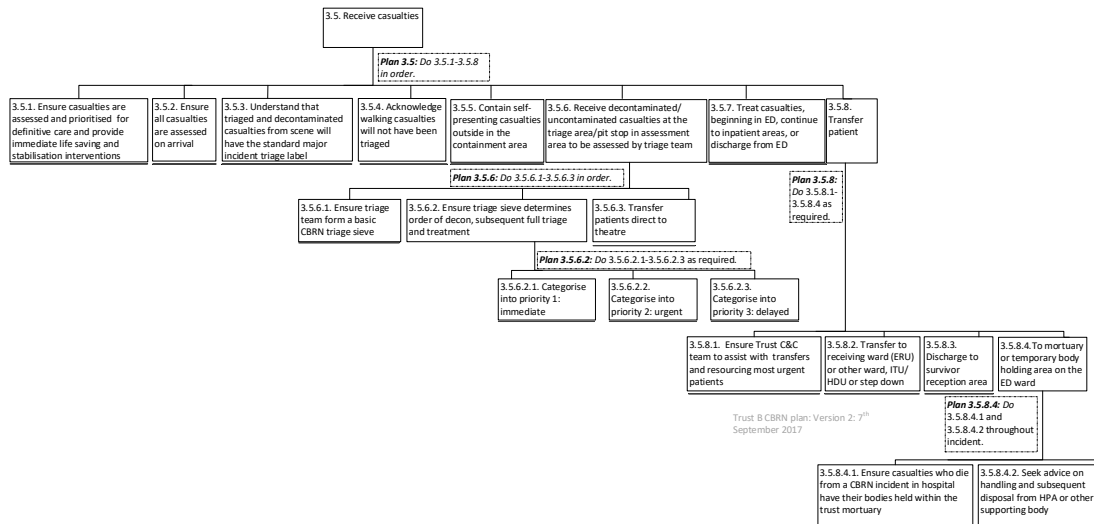 3.5. Receive casualties
Plan 3.5: Do 3.5.1-3.5.8
in order.
3.5.1. Ensure casualties are
assessed and prioritised for
definitive care and provide
immediate life saving and
stabilisation interventions
3.5.2. Ensure
all casualties
are assessed
on arrival
3.5.3. Understand that
triaged and decontaminated
casualties from scene will
have the standard major
incident triage label
3.5.4. Acknowledge
walking casualties
will not have been
triaged
3.5.5. Contain self-
presenting casualties
outside in the
containment area
3.5.6. Receive decontaminated/
uncontaminated casualties at the
triage area/pit stop in assessment
area to be assessed by triage team
3.5.7. Treat casualties,
beginning in ED, continue
to inpatient areas, or
discharge from ED
3.5.8.
Transfer
patient
Plan 3.5.6: Do 3.5.6.1-3.5.6.3 in order.
Plan 3.5.8:
Do 3.5.8.1-
3.5.8.4 as
required.
3.5.6.1. Ensure triage
team form a basic
CBRN triage sieve
3.5.6.2. Ensure triage sieve determines
order of decon, subsequent full triage
and treatment
3.5.6.3. Transfer
patients direct to
theatre
Plan 3.5.6.2: Do 3.5.6.2.1-3.5.6.2.3 as required.
3.5.6.2.1. Categorise
into priority 1:
immediate
3.5.6.2.2.
Categorise into
priority 2: urgent
3.5.6.2.3.
Categorise into
priority 3: delayed
3.5.8.1. Ensure Trust C&C
team to assist with transfers
and resourcing most urgent
patients
3.5.8.2. Transfer to
receiving ward (ERU)
or other ward, ITU/
HDU or step down
3.5.8.3.
Discharge to
survivor
reception area
3.5.8.4. To mortuary
or temporary body
holding area on the
ED ward
Trust B CBRN plan: Version 2: 7th
September 2017
Plan 3.5.8.4: Do
3.5.8.4.1 and
3.5.8.4.2 throughout
incident.
3.5.8.4.1. Ensure casualties who die
from a CBRN incident in hospital
have their bodies held within the
trust mortuary
3.5.8.4.2. Seek advice on
handling and subsequent
disposal from HPA or other
supporting body